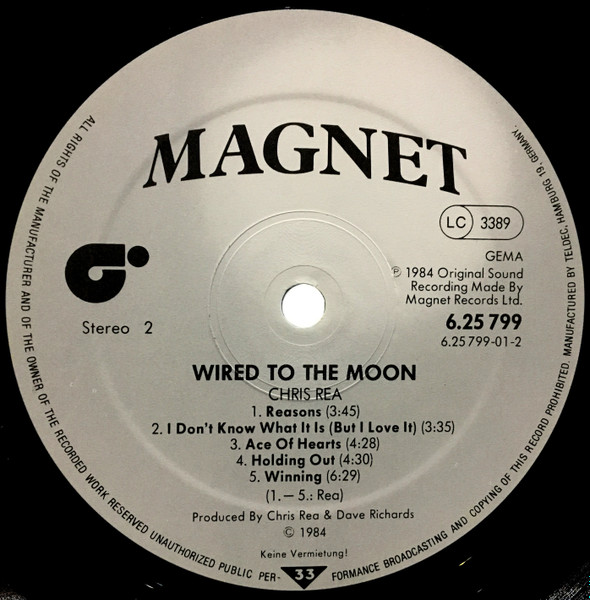 MAGNET
LC 3389
GEMA
℗ 1984 Original Sound
Recording Made By
Magnet Records Ltd.
6.25 799
6.25 799-01-2
Stereo 2
WIRED TO THE MOON
CHRIS REA
1. Reasons (3:45)
2. I Don't Know What It Is (But I Love It) (3:35)
3. Ace Of Hearts (4:28)
4. Holding Out (4:30)
5. Winning (6:29)
(1.– 5.: Rea)
Produced By Chris Rea & Dave Richards
© 1984
Keine Vermietung!
33
ALL RIGHTS OF THE MANUFACTURER AND OF THE OWNER OF THE RECORDED WORK RESERVED UNAUTHORIZED PUBLIC PER- FORMANCE BROADCASTING AND COPYING OF THIS RECORD PROHIBITED. MANUFACTURED BY TELDEC, HAMBURG 19, GERMANY.